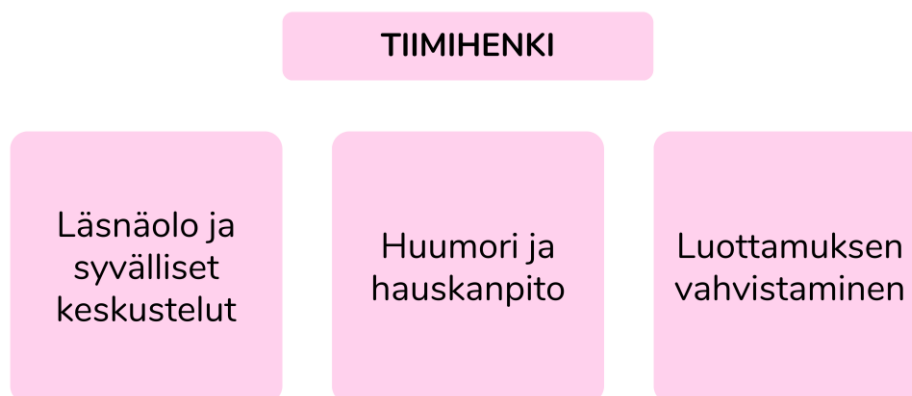 TIIMIHENKI
Läsnäolo ja
syvälliset
keskustelut
Huumori ja
hauskanpito
Luottamuksen
vahvistaminen